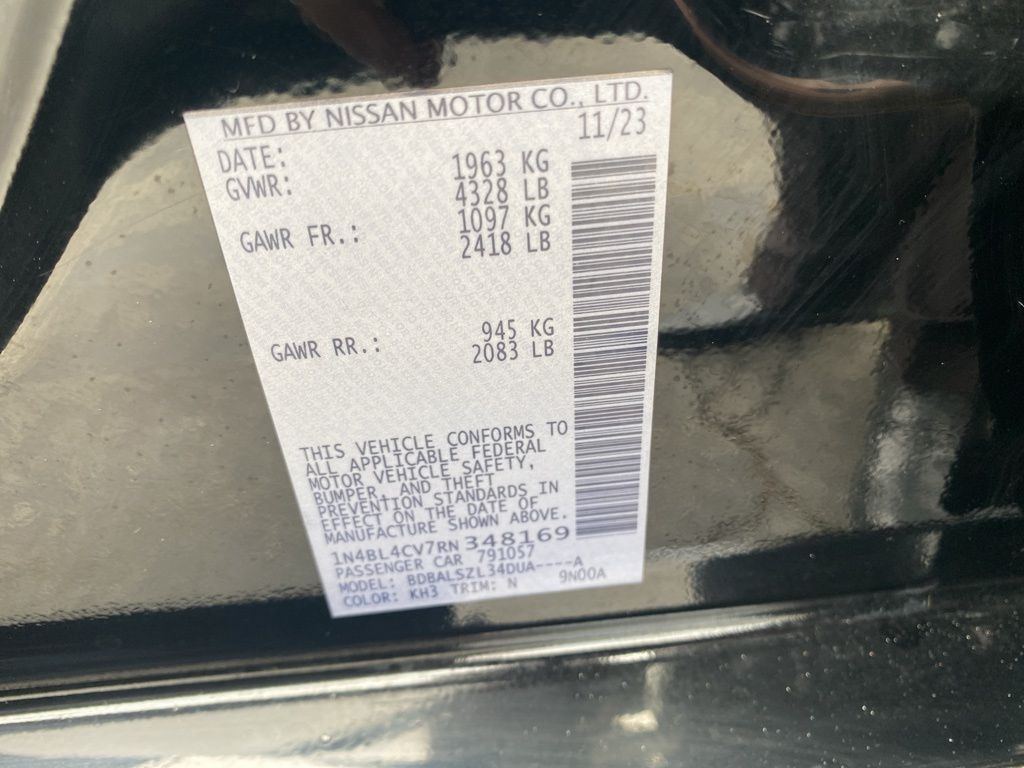 MFD BY NISSAN MOTOR CO., LTD.
DATE: 11/23
GVWR: 1963 KG
4328 LB
GAWR FR.: 1097 KG
2418 LB
GAWR RR.: 945 KG
2083 LB
THIS VEHICLE CONFORMS TO
ALL APPLICABLE FEDERAL
MOTOR VEHICLE SAFETY,
BUMPER, AND THEFT
PREVENTION STANDARDS IN
EFFECT ON THE DATE OF
MANUFACTURE SHOWN ABOVE.
1N4BL4CV7RN348169
PASSENGER CAR 791057
MODEL: BDBALSZL34DUA----A
COLOR: KH3 TRIM: N 9N00A